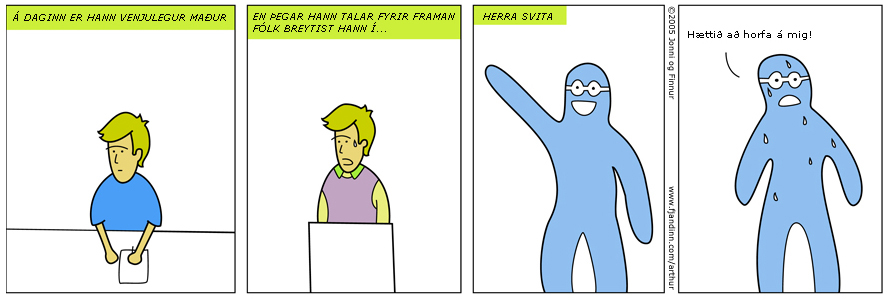 Á DAGINN ER HANN VENJULEGUR MAÐUR
EN ÞEGAR HANN TALAR FYRIR FRAMAN
FÓLK BREYTIST HANN Í...
HERRA SVITA
©2005 Jonni og Finnur
www.fjandinn.com/arthur
Hættið að horfa á mig!